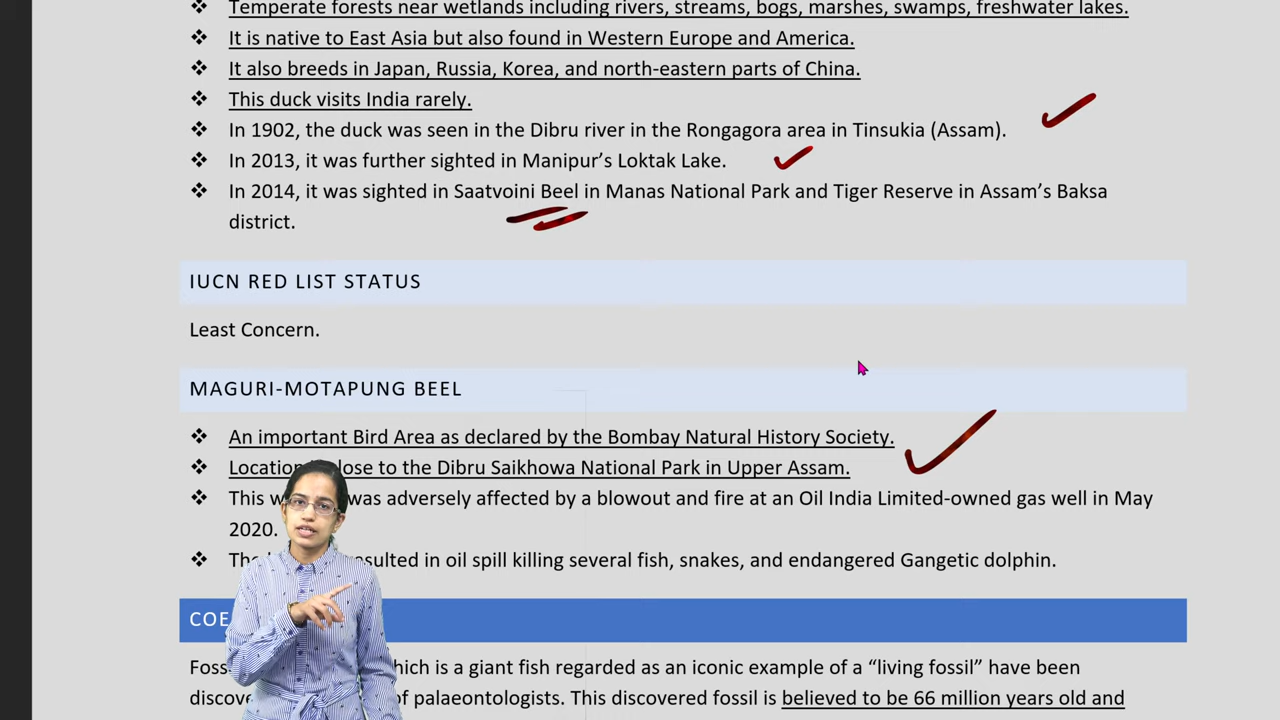 Temperate forests near wetlands including rivers, streams, bogs, marshes, swamps, freshwater lakes.
❖ It is native to East Asia but also found in Western Europe and America.
❖ It also breeds in Japan, Russia, Korea, and north-eastern parts of China.
❖ This duck visits India rarely.
❖ In 1902, the duck was seen in the Dibru river in the Rongagora area in Tinsukia (Assam).
❖ In 2013, it was further sighted in Manipur’s Loktak Lake.
❖ In 2014, it was sighted in Saatvoini Beel in Manas National Park and Tiger Reserve in Assam’s Baksa
district.
IUCN RED LIST STATUS
Least Concern.
MAGURI-MOTAPUNG BEEL
❖ An important Bird Area as declared by the Bombay Natural History Society.
❖ Location close to the Dibru Saikhowa National Park in Upper Assam.
❖ This was adversely affected by a blowout and fire at an Oil India Limited-owned gas well in May
2020.
❖ in oil spill killing several fish, snakes, and endangered Gangetic dolphin.
which is a giant fish regarded as an iconic example of a “living fossil” have been
of palaeontologists. This discovered fossil is believed to be 66 million years old and